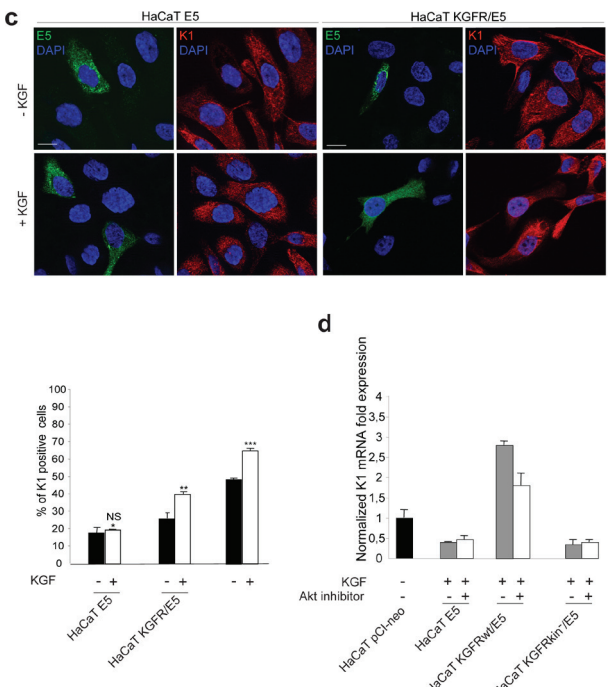 c
HaCaT E5
HaCaT KGFR/E5
E5
DAPI
K1
DAPI
E5
DAPI
K1
DAPI
- KGF
+ KGF
d
% of K1 positive cells
100
90
80
70
60
50
40
30
20
10
0
NS
*
**
***
KGF
- + - + - +
HaCaT E5
HaCaT KGFR/E5
Normalized K1 mRNA fold expression
4
3,5
3
2,5
2
1,5
1
0,5
0
KGF - + + + + + +
Akt inhibitor - - + - + - +
HaCaT pCI-neo
HaCaT E5
HaCaT KGFRwt/E5
HaCaT KGFRkin⁻/E5